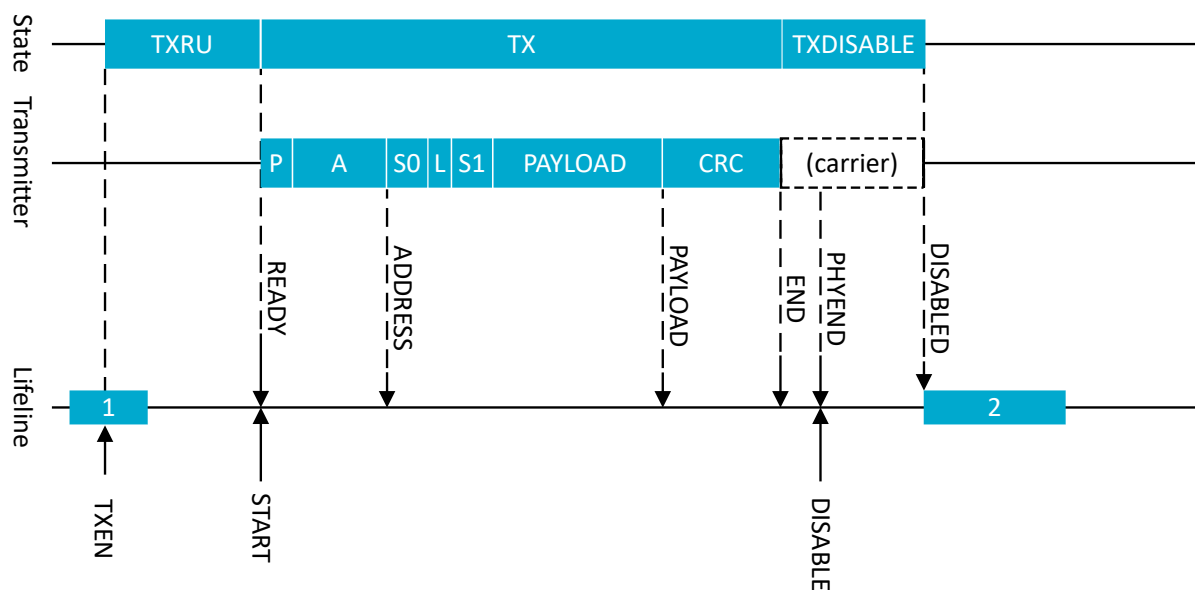 State
TXRU
TX
TXDISABLE
Transmitter
P
A
S0
L
S1
PAYLOAD
CRC
(carrier)
READY
ADDRESS
PAYLOAD
END
PHYEND
DISABLED
Lifeline
1
2
TXEN
START
DISABLE